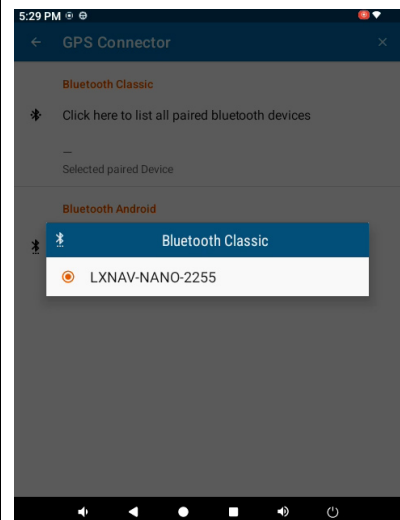 5:29 PM
GPS Connector
Bluetooth Classic
Click here to list all paired bluetooth devices
—
Selected paired Device
Bluetooth Android
Bluetooth Classic
LXNAV-NANO-2255